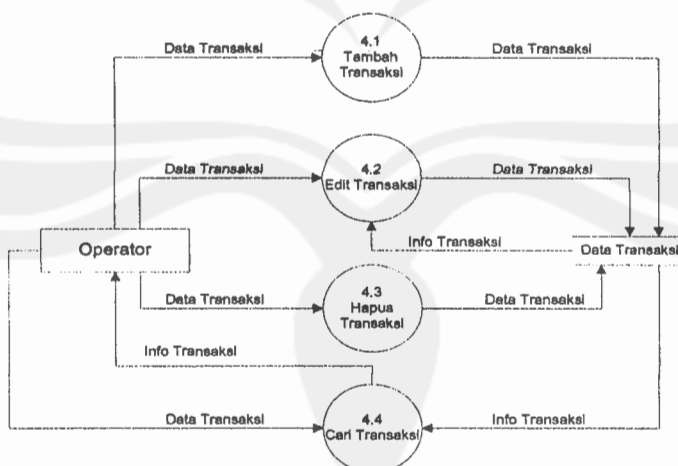 Data Transaksi
4.1
Tambah
Transaksi
Data Transaksi
Data Transaksi
4.2
Edit Transaksi
Data Transaksi
Operator
Info Transaksi
Data Transaksi
Data Transaksi
4.3
Hapua
Transaksi
Data Transaksi
Info Transaksi
Data Transaksi
4.4
Cari Transaksi
Info Transaksi